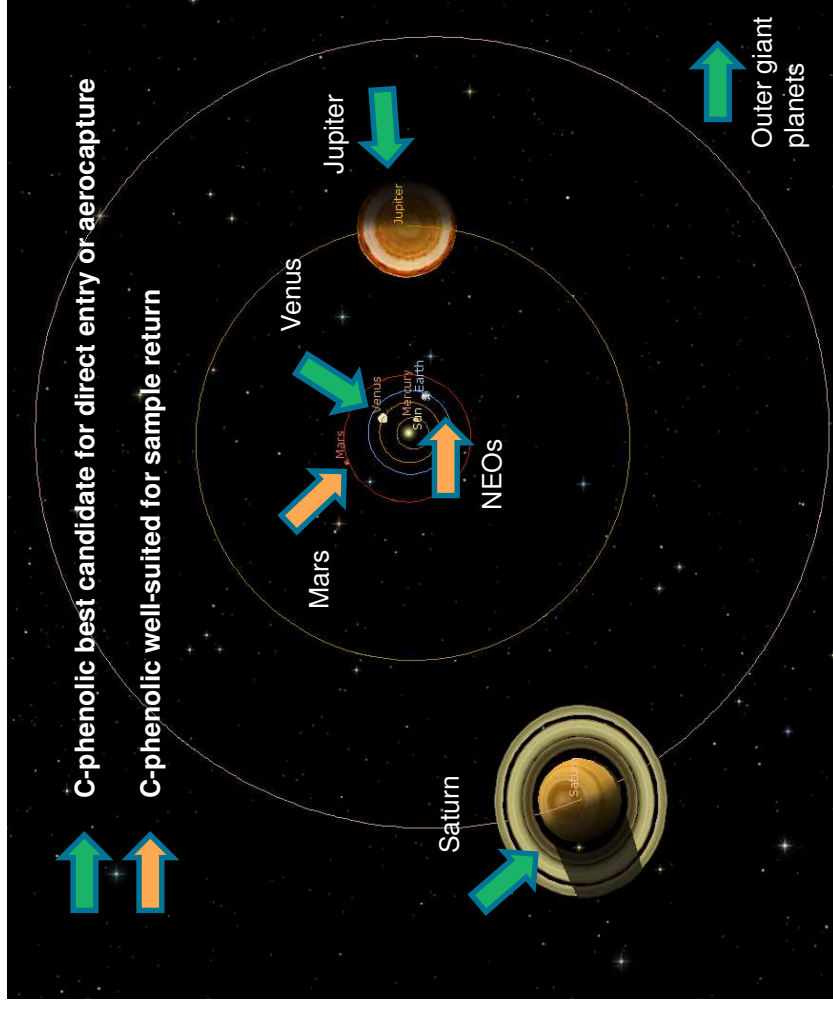 C-phenolic best candidate for direct entry or aerocapture
C-phenolic well-suited for sample return
Venus
Jupiter
Mars
NEOs
Saturn
Outer giant
planets
Mars
Venus
Mercury
Sun
Earth
Jupiter
Saturn